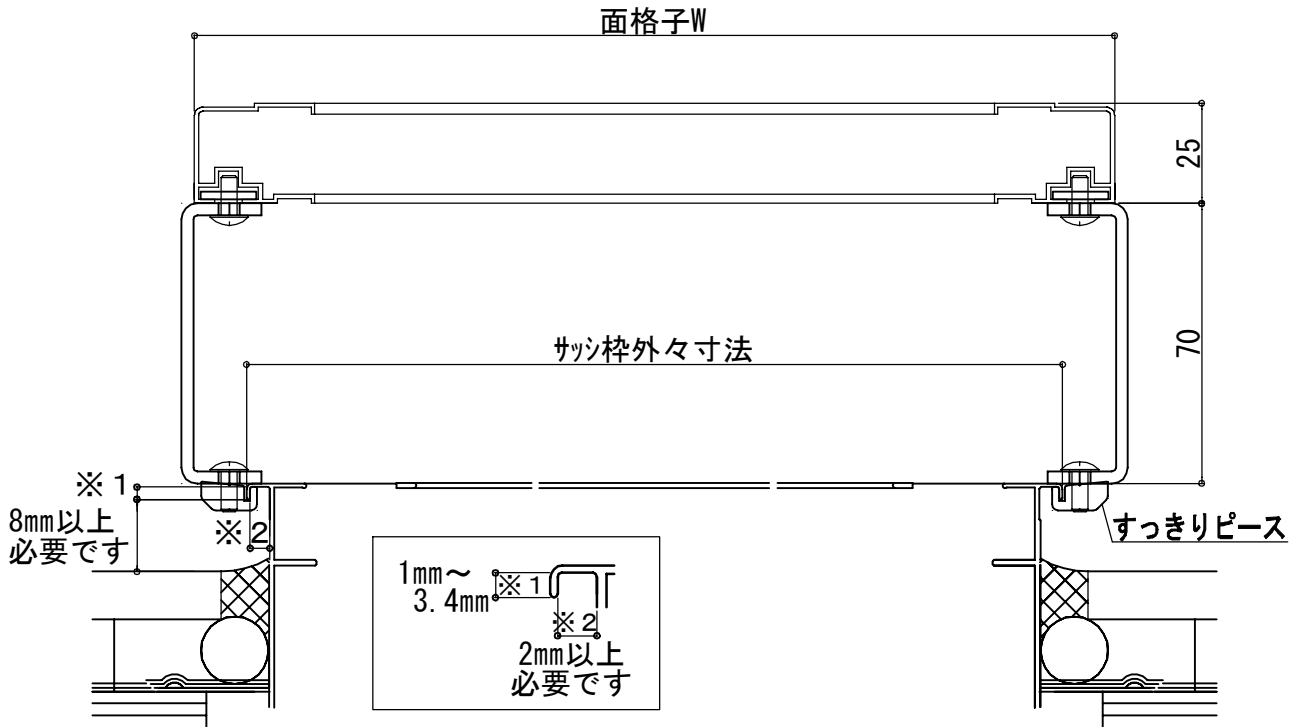 面格子W
25
70
サッシ枠外々寸法
※1
8mm以上
必要です
※2
すっきりピース
1mm～
3.4mm
※1
※2
2mm以上
必要です